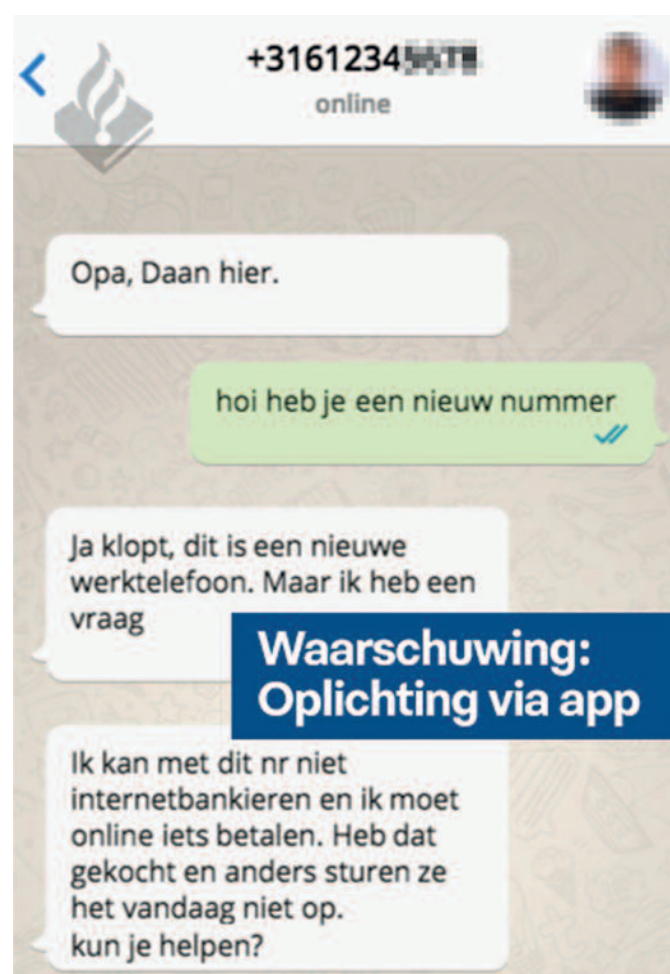 +3161234
online
Opa, Daan hier.
hoi heb je een nieuw nummer
Ja klopt, dit is een nieuwe
werktelefoon. Maar ik heb een
vraag
Waarschuwing:
Oplichting via app
Ik kan met dit nr niet
internetbankieren en ik moet
online iets betalen. Heb dat
gekocht en anders sturen ze
het vandaag niet op.
kun je helpen?